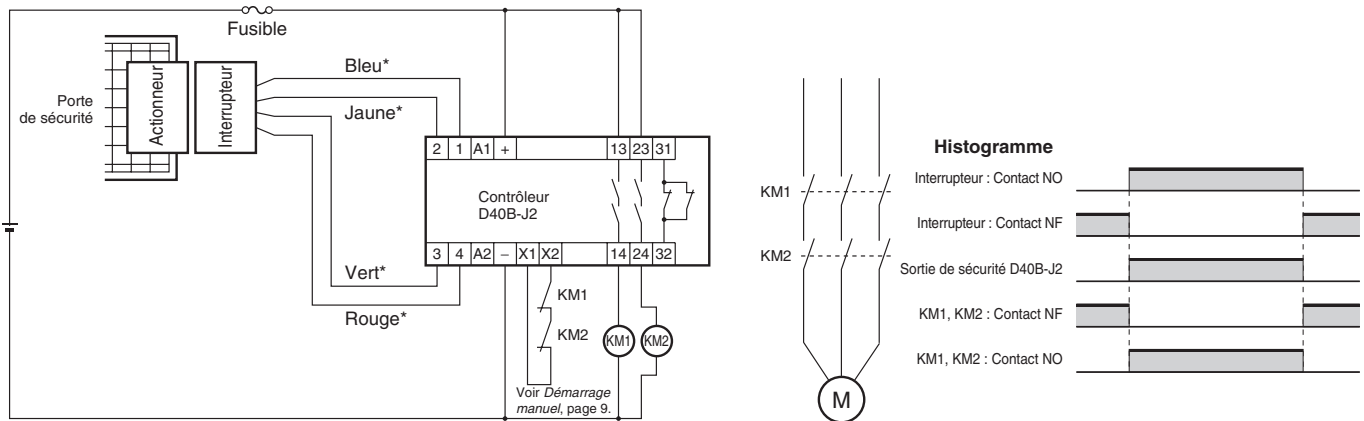 Fusible
Porte
de sécurité
Actionneur
Interrupteur
Bleu*
Jaune*
Vert*
Rouge*
2 1 A1 + 13 23 31
Contrôleur
D40B-J2
3 4 A2 – X1 X2 14 24 32
KM1
KM2
KM1 KM2
Voir Démarrage
manuel, page 9.
KM1
KM2
M
Histogramme
Interrupteur : Contact NO
Interrupteur : Contact NF
Sortie de sécurité D40B-J2
KM1, KM2 : Contact NF
KM1, KM2 : Contact NO